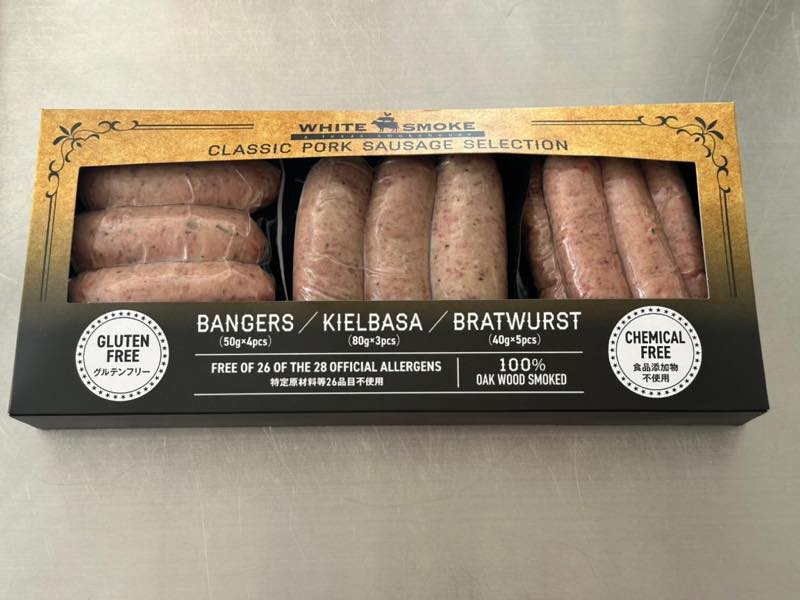 WHITE SMOKE
a texas smokehouse
CLASSIC PORK SAUSAGE SELECTION
BANGERS / KIELBASA / BRATWURST
(50g×4pcs) (80g×3pcs) (40g×5pcs)
GLUTEN
FREE
グルテンフリー
FREE OF 26 OF THE 28 OFFICIAL ALLERGENS
特定原材料等26品目不使用
100%
OAK WOOD SMOKED
CHEMICAL
FREE
食品添加物
不使用